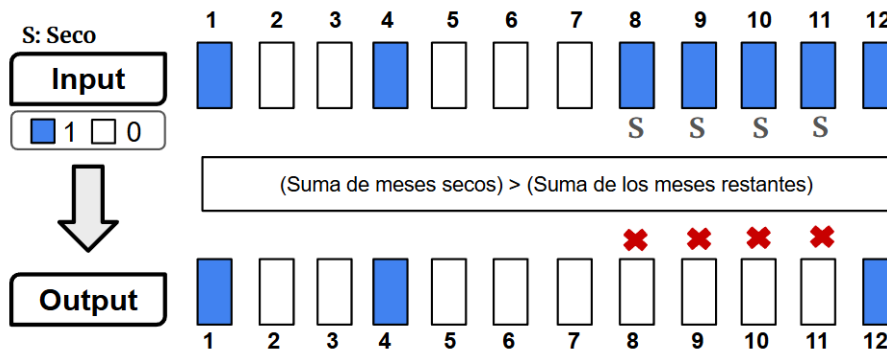 1 2 3 4 5 6 7 8 9 10 11 12
S: Seco
Input
1 0
S S S S
(Suma de meses secos) > (Suma de los meses restantes)
Output
1 2 3 4 5 6 7 8 9 10 11 12